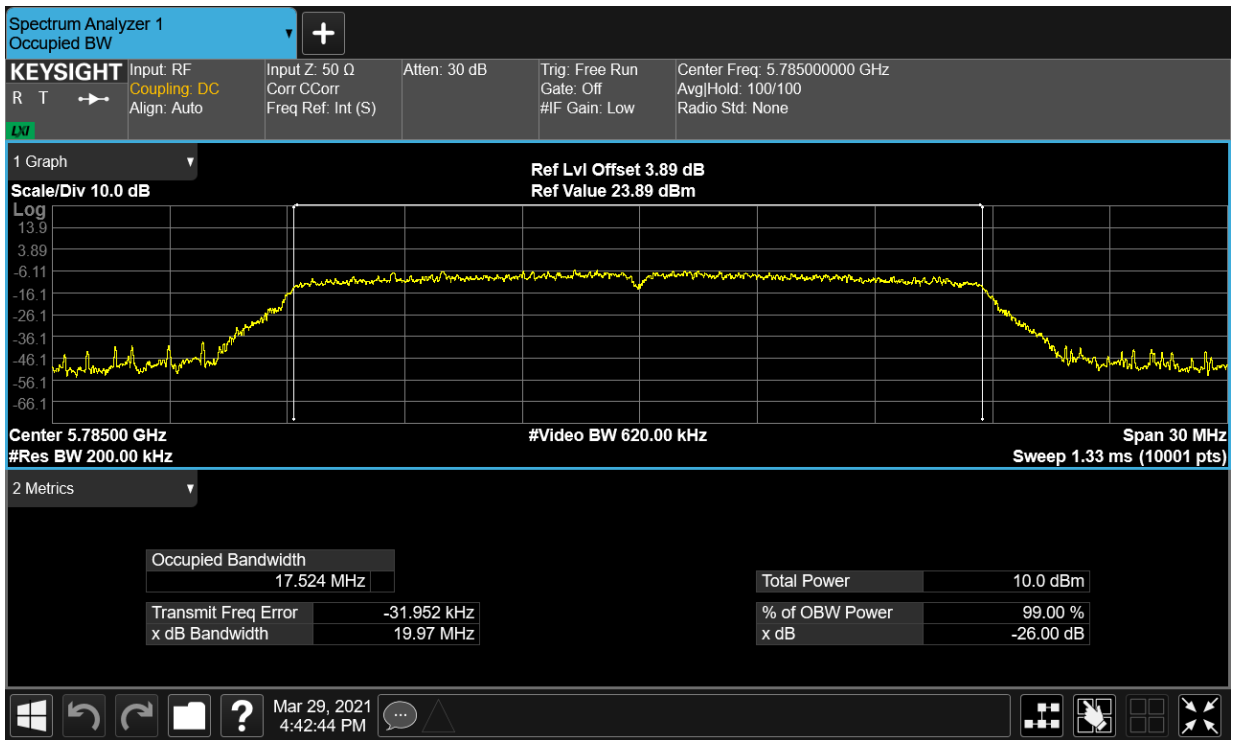 Spectrum Analyzer 1
Occupied BW
KEYSIGHT
R T
LXI
Input: RF
Coupling: DC
Align: Auto
Input Z: 50 Ω
Corr CCorr
Freq Ref: Int (S)
Atten: 30 dB
Trig: Free Run
Gate: Off
#IF Gain: Low
Center Freq: 5.785000000 GHz
Avg|Hold: 100/100
Radio Std: None
1 Graph
Scale/Div 10.0 dB
Ref Lvl Offset 3.89 dB
Ref Value 23.89 dBm
Log
13.9
3.89
-6.11
-16.1
-26.1
-36.1
-46.1
-56.1
-66.1
Center 5.78500 GHz
#Res BW 200.00 kHz
#Video BW 620.00 kHz
Span 30 MHz
Sweep 1.33 ms (10001 pts)
2 Metrics
Occupied Bandwidth
17.524 MHz
Transmit Freq Error -31.952 kHz
x dB Bandwidth 19.97 MHz
Total Power 10.0 dBm
% of OBW Power 99.00 %
x dB -26.00 dB
?
Mar 29, 2021
4:42:44 PM